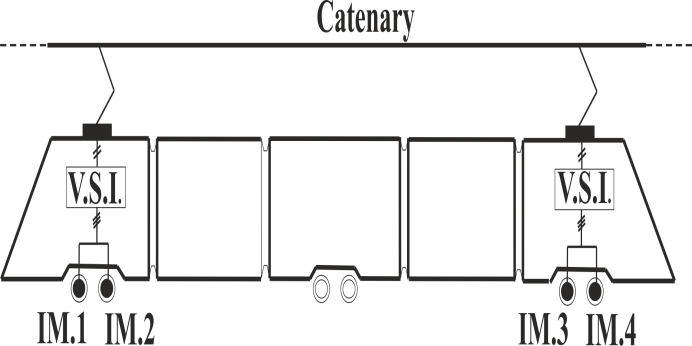 Catenary
V.S.I.
V.S.I.
IM.1 IM.2
IM.3 IM.4